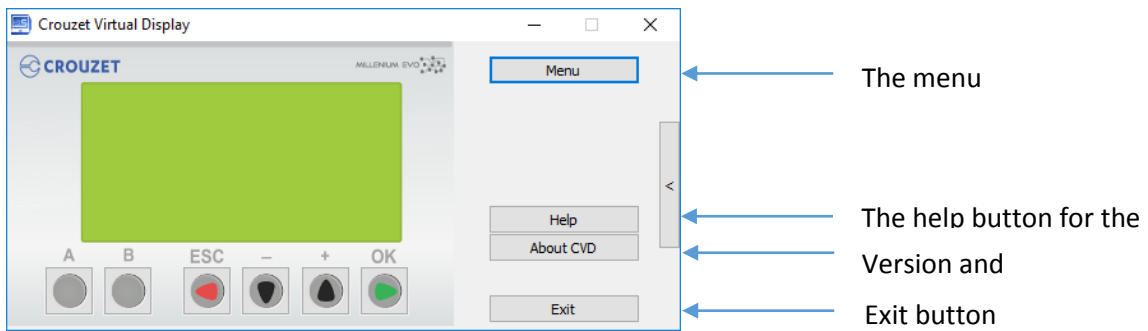 Crouzet Virtual Display
CROUZET
MILLENIUM EVO
Menu
The menu
<
Help
The help button for the
About CVD
Version and
A B ESC – + OK
Exit
Exit button